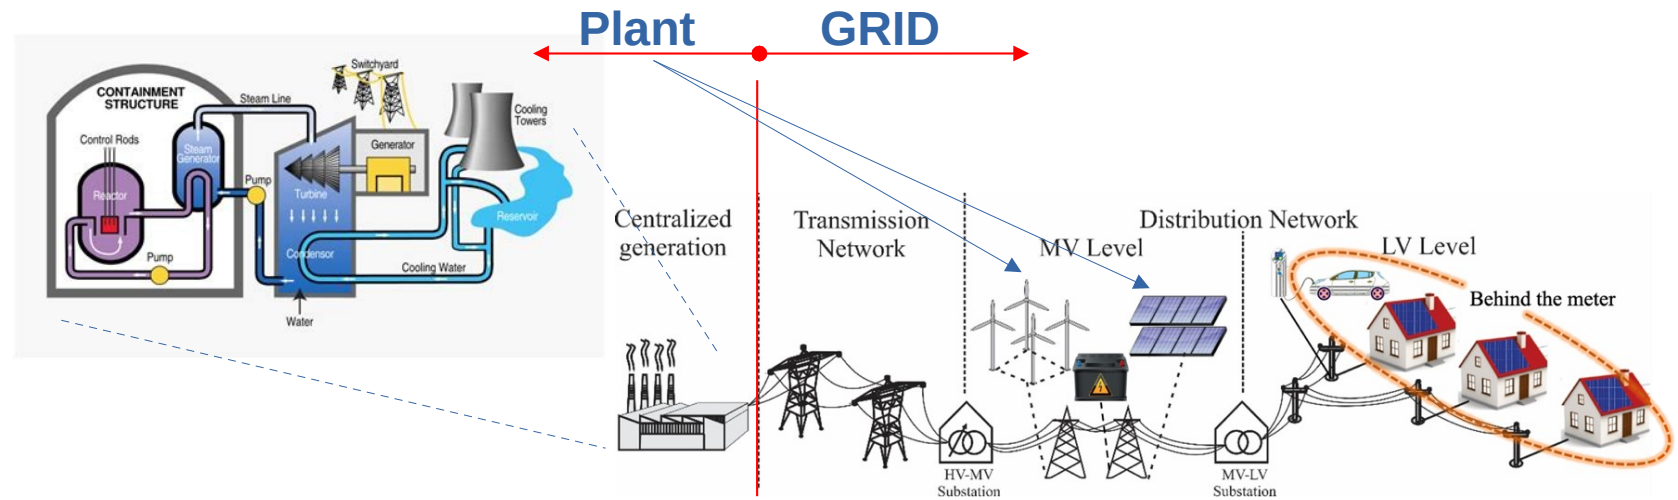 Plant
GRID
CONTAINMENT
STRUCTURE
Switchyard
Steam Line
Cooling
Towers
Control Rods
Steam
Generator
Generator
Reactor
Pump
Turbine
Reservoir
Condensor
Pump
Cooling Water
Water
Centralized
generation
Transmission
Network
Distribution Network
MV Level
LV Level
Behind the meter
HV-MV
Substation
MV-LV
Substation